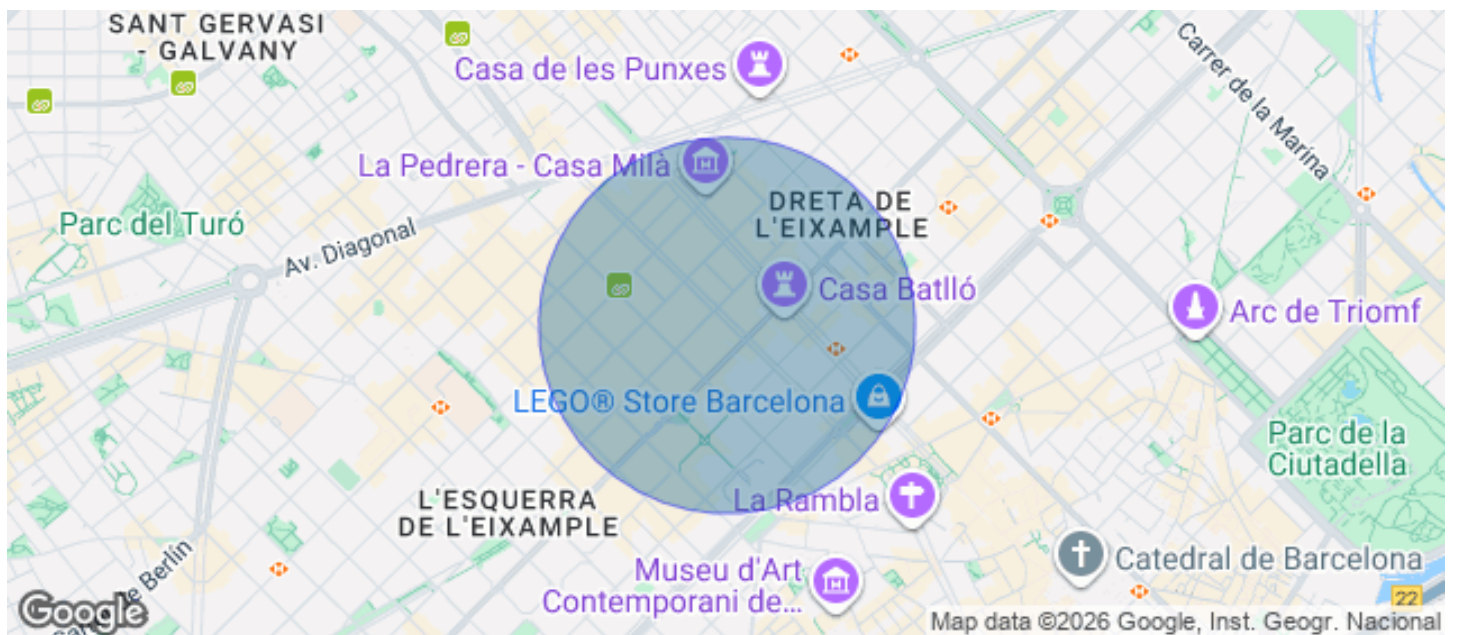 SANT GERVASI
- GALVANY
Casa de les Punxes
Carrer de la Marina
La Pedrera - Casa Milà
DRETA DE
L'EIXAMPLE
Parc del Turó
Av. Diagonal
Casa Batlló
Arc de Triomf
LEGO® Store Barcelona
Parc de la
Ciutadella
L'ESQUERRA
DE L'EIXAMPLE
La Rambla
Catedral de Barcelona
Museu d'Art
Contemporani de...
de Berlín
22
Google
Map data ©2026 Google, Inst. Geogr. Nacional